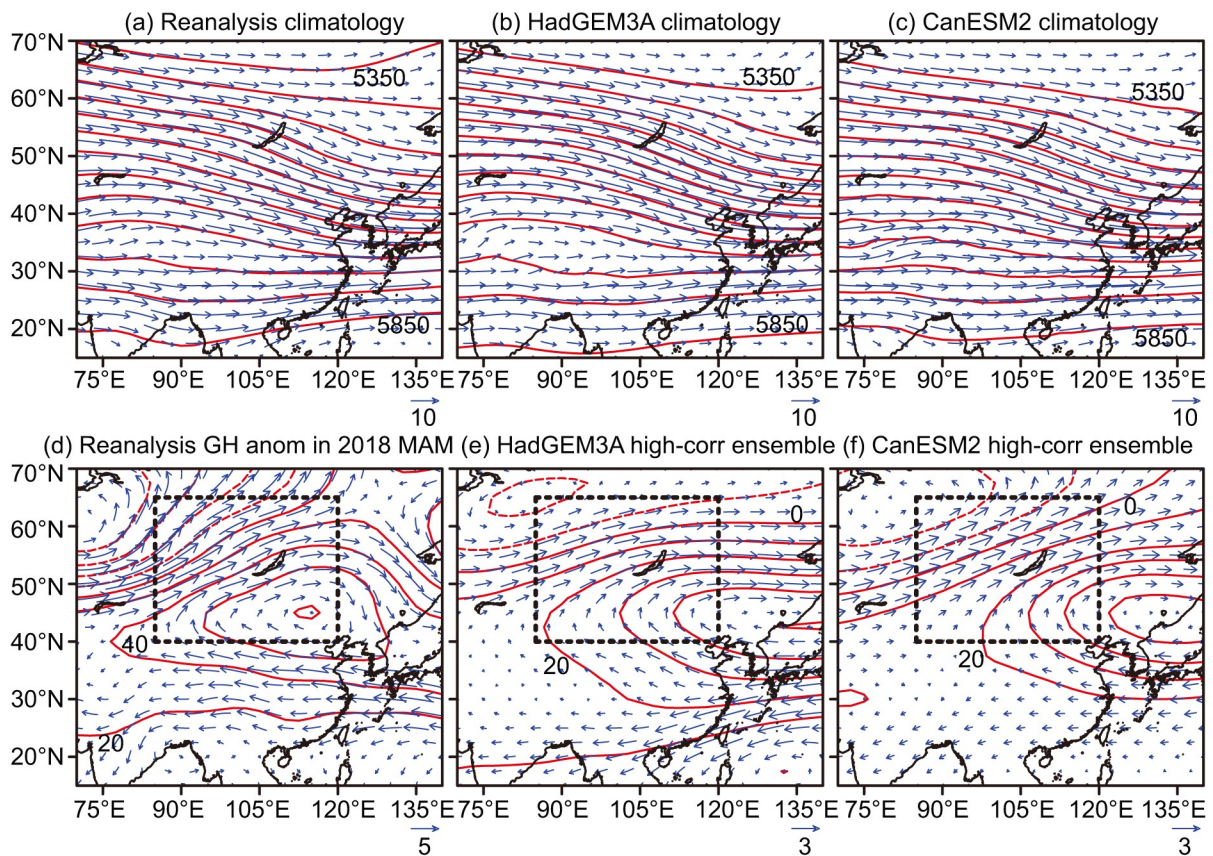 (a) Reanalysis climatology (b) HadGEM3A climatology (c) CanESM2 climatology
70°N
60°N
50°N
40°N
30°N
20°N
5350 5350 5350
5850 5850 5850
75°E 90°E 105°E 120°E 135°E 75°E 90°E 105°E 120°E 135°E 75°E 90°E 105°E 120°E 135°E
10 10 10
(d) Reanalysis GH anom in 2018 MAM (e) HadGEM3A high-corr ensemble (f) CanESM2 high-corr ensemble
70°N
60°N
50°N
40°N
30°N
20°N
0 0
40 20 20
20
75°E 90°E 105°E 120°E 135°E 75°E 90°E 105°E 120°E 135°E 75°E 90°E 105°E 120°E 135°E
5 3 3